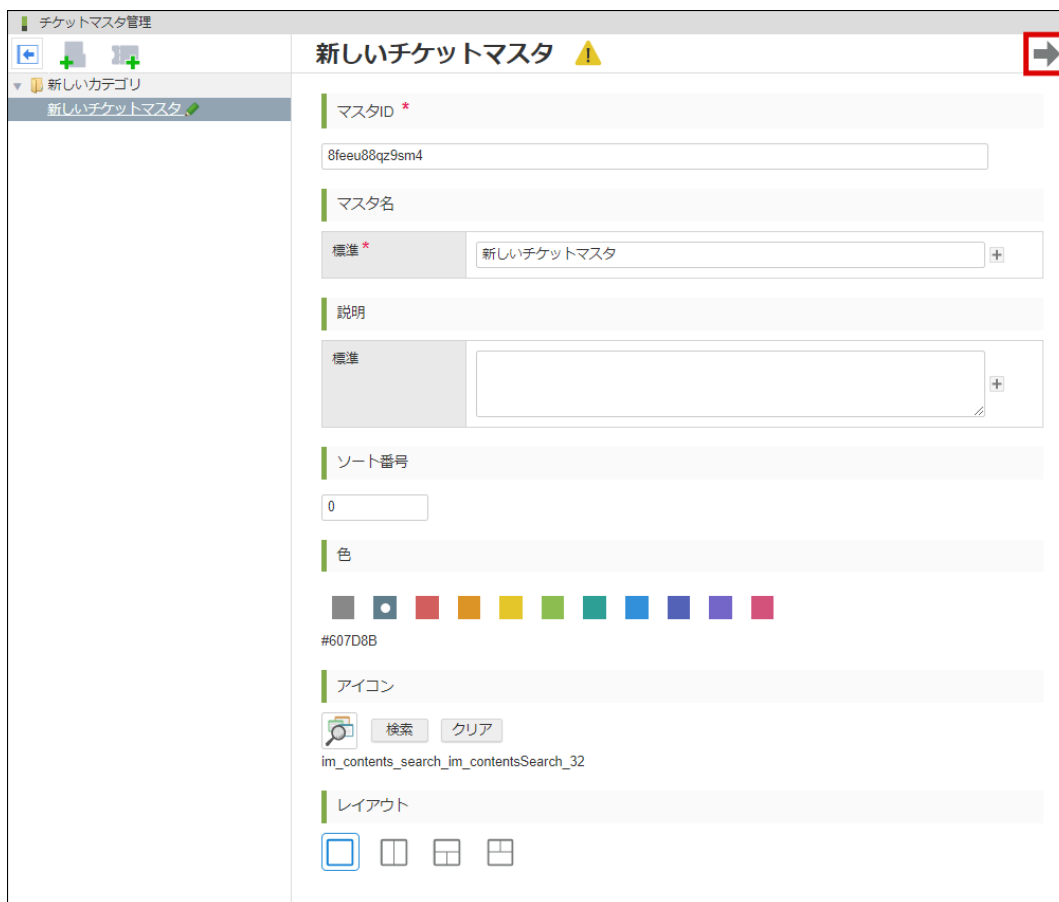 チケットマスタ管理
新しいチケットマスタ
新しいカテゴリ
新しいチケットマスタ
マスタID *
8feeu88qz9sm4
マスタ名
標準 *
新しいチケットマスタ
説明
標準
ソート番号
0
色
#607D8B
アイコン
検索 クリア
im_contents_search_im_contentsSearch_32
レイアウト